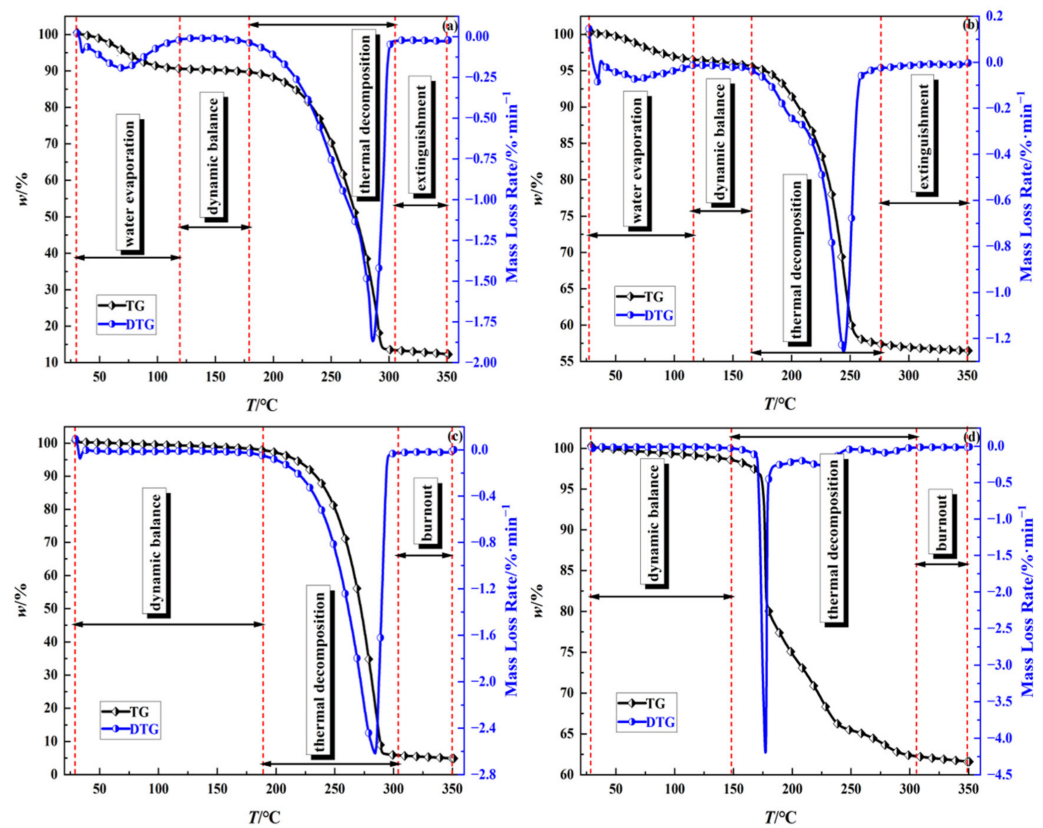 (a)
100
90
80
70
60
50
40
30
20
10
w/%
50 100 150 200 250 300 350
T/°C
0.00
−0.25
−0.50
−0.75
−1.00
−1.25
−1.50
−1.75
−2.00
Mass Loss Rate/%·min−1
water evaporation
dynamic balance
thermal decomposition
extinguishment
TG
DTG
(b)
100
95
90
85
80
75
70
65
60
55
w/%
50 100 150 200 250 300 350
T/°C
0.2
0.0
−0.2
−0.4
−0.6
−0.8
−1.0
−1.2
Mass Loss Rate/%·min−1
water evaporation
dynamic balance
thermal decomposition
extinguishment
TG
DTG
(c)
100
90
80
70
60
50
40
30
20
10
0
w/%
50 100 150 200 250 300 350
T/°C
0.0
−0.4
−0.8
−1.2
−1.6
−2.0
−2.4
−2.8
Mass Loss Rate/%·min−1
dynamic balance
thermal decomposition
burnout
TG
DTG
(d)
100
95
90
85
80
75
70
65
60
w/%
50 100 150 200 250 300 350
T/°C
0.0
−0.5
−1.0
−1.5
−2.0
−2.5
−3.0
−3.5
−4.0
−4.5
Mass Loss Rate/%·min−1
dynamic balance
thermal decomposition
burnout
TG
DTG